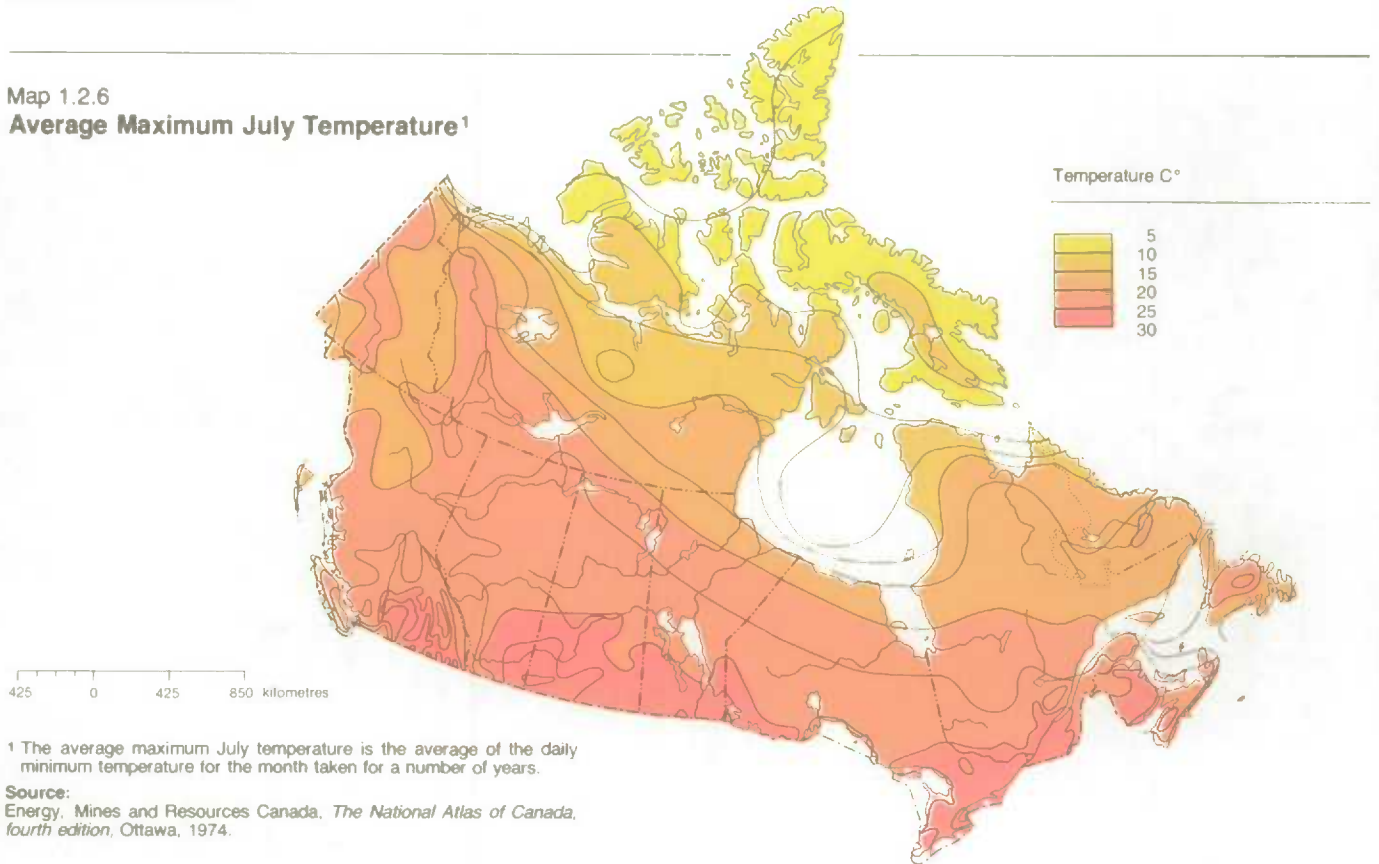 Map 1.2.6
Average Maximum July Temperature¹
Temperature C°
5
10
15
20
25
30
425 0 425 850 kilometres
¹ The average maximum July temperature is the average of the daily
minimum temperature for the month taken for a number of years.
Source:
Energy, Mines and Resources Canada, The National Atlas of Canada,
fourth edition, Ottawa, 1974.